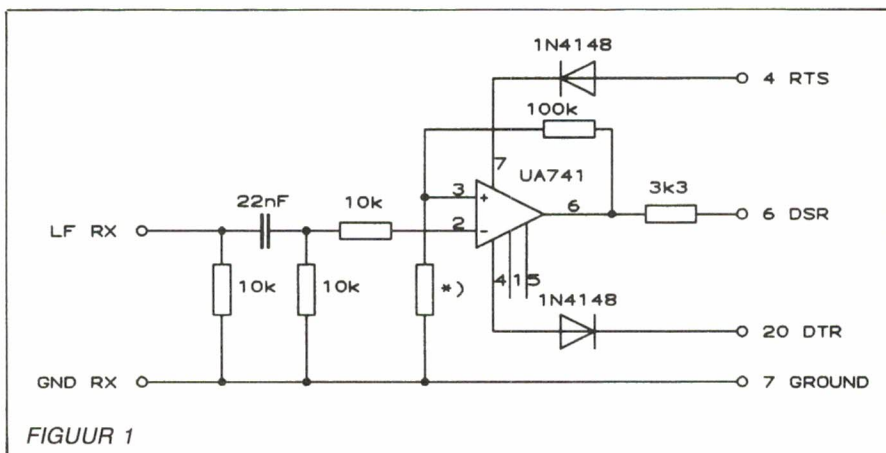 1N4148
4 RTS
100k
7
UA741
3
+
6
3k3
6 DSR
22nF
10k
2
-
LF RX
10k
10k
*)
4
1
5
1N4148
20 DTR
GND RX
7 GROUND
FIGUUR 1